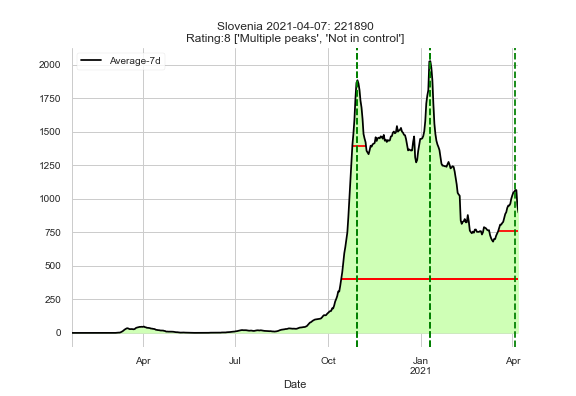 Slovenia 2021-04-07: 221890
Rating:8 ['Multiple peaks', 'Not in control']
Average-7d
2000
1750
1500
1250
1000
750
500
250
0
Apr
Jul
Oct
Jan
2021
Apr
Date